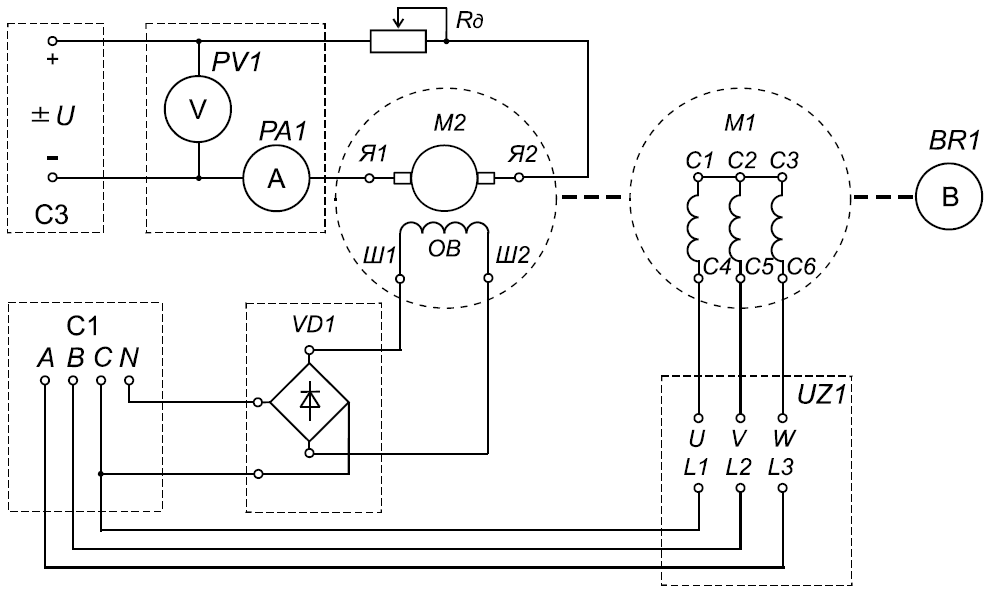 Rд
+
PV1
± U
V
PA1
M2
M1
Я1
Я2
C1 C2 C3
BR1
-
A
B
C3
Ш1
ОВ
Ш2
C4 C5 C6
C1
VD1
A B C N
UZ1
U V W
L1 L2 L3